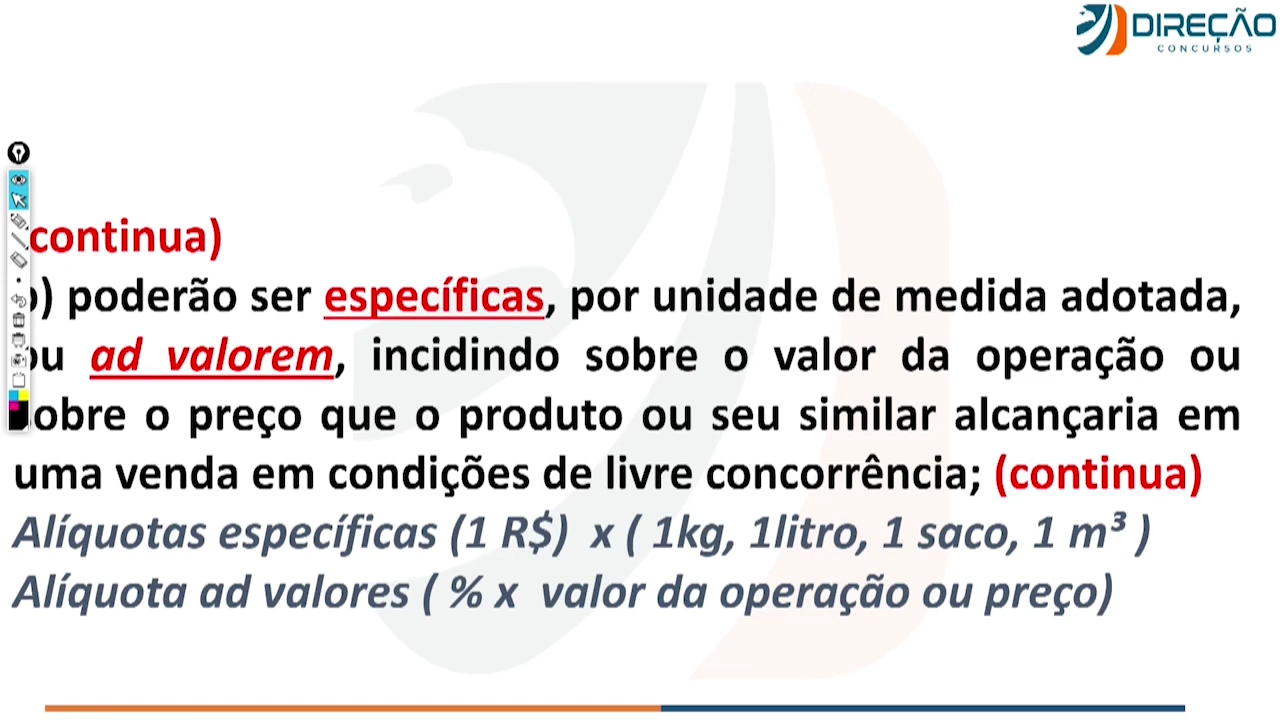 DIREÇÃO
CONCURSOS
continua)
) poderão ser específicas, por unidade de medida adotada,
ou ad valorem, incidindo sobre o valor da operação ou
sobre o preço que o produto ou seu similar alcançaria em
uma venda em condições de livre concorrência; (continua)
Alíquotas específicas (1 R$) x ( 1kg, 1litro, 1 saco, 1 m³ )
Alíquota ad valores ( % x valor da operação ou preço)